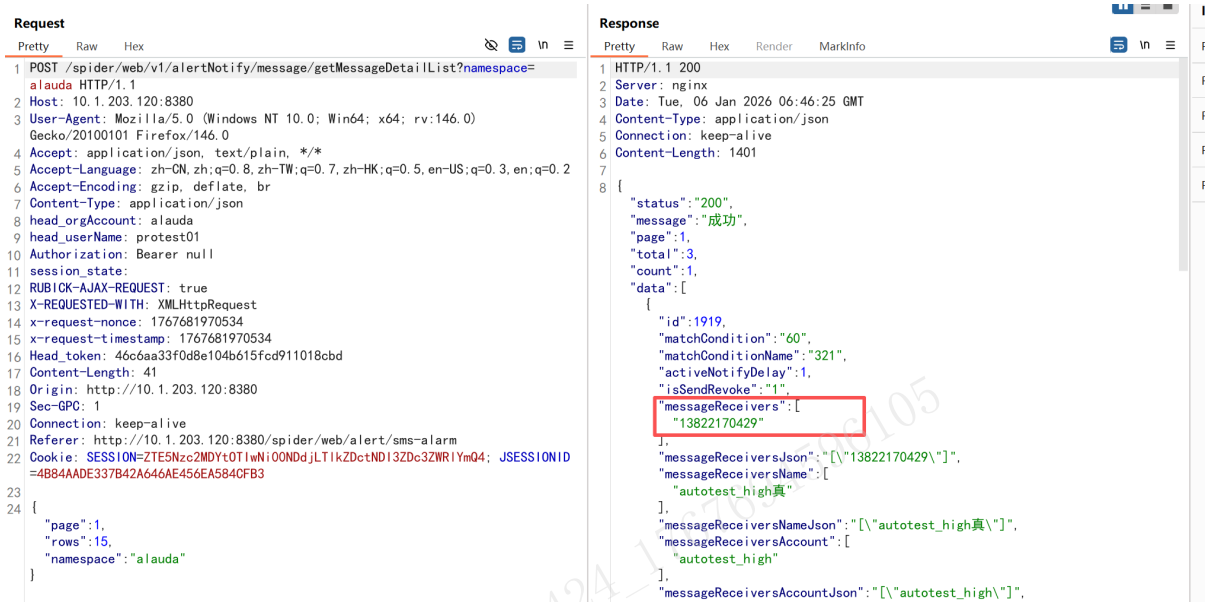 Request
Pretty Raw Hex \n
1 POST /spider/web/v1/alertNotify/message/getMessageDetailList?namespace=
alauda HTTP/1.1
2 Host: 10.1.203.120:8380
3 User-Agent: Mozilla/5.0 (Windows NT 10.0; Win64; x64; rv:146.0)
Gecko/20100101 Firefox/146.0
4 Accept: application/json, text/plain, */*
5 Accept-Language: zh-CN,zh;q=0.8,zh-TW;q=0.7,zh-HK;q=0.5,en-US;q=0.3,en;q=0.2
6 Accept-Encoding: gzip, deflate, br
7 Content-Type: application/json
8 head_orgAccount: alauda
9 head_userName: protest01
10 Authorization: Bearer null
11 session_state:
12 RUBICK-AJAX-REQUEST: true
13 X-REQUESTED-WITH: XMLHttpRequest
14 x-request-nonce: 1767681970534
15 x-request-timestamp: 1767681970534
16 Head_token: 46c6aa33f0d8e104b615fcd911018cbd
17 Content-Length: 41
18 Origin: http://10.1.203.120:8380
19 Sec-GPC: 1
20 Connection: keep-alive
21 Referer: http://10.1.203.120:8380/spider/web/alert/sms-alarm
22 Cookie: SESSION=ZTE5Nzc2MDYtOTIwNi00NDdjLTlkZDctNDI3ZDc3ZWRlYmQ4; JSESSIONID
=4B84AADE337B42A646AE456EA584CFB3
23
24 {
"page":1,
"rows":15,
"namespace":"alauda"
}
Response
Pretty Raw Hex Render MarkInfo \n
1 HTTP/1.1 200
2 Server: nginx
3 Date: Tue, 06 Jan 2026 06:46:25 GMT
4 Content-Type: application/json
5 Connection: keep-alive
6 Content-Length: 1401
7
8 {
"status":"200",
"message":"成功",
"page":1,
"total":3,
"count":1,
"data":[
{
"id":1919,
"matchCondition":"60",
"matchConditionName":"321",
"activeNotifyDelay":1,
"isSendRevoke":"1",
"messageReceivers":[
"13822170429"
],
"messageReceiversJson":"[\"13822170429\"]",
"messageReceiversName":[
"autotest_high真"
],
"messageReceiversNameJson":"[\"autotest_high真\"]",
"messageReceiversAccount":[
"autotest_high"
],
"messageReceiversAccountJson":"[\"autotest_high\"]",